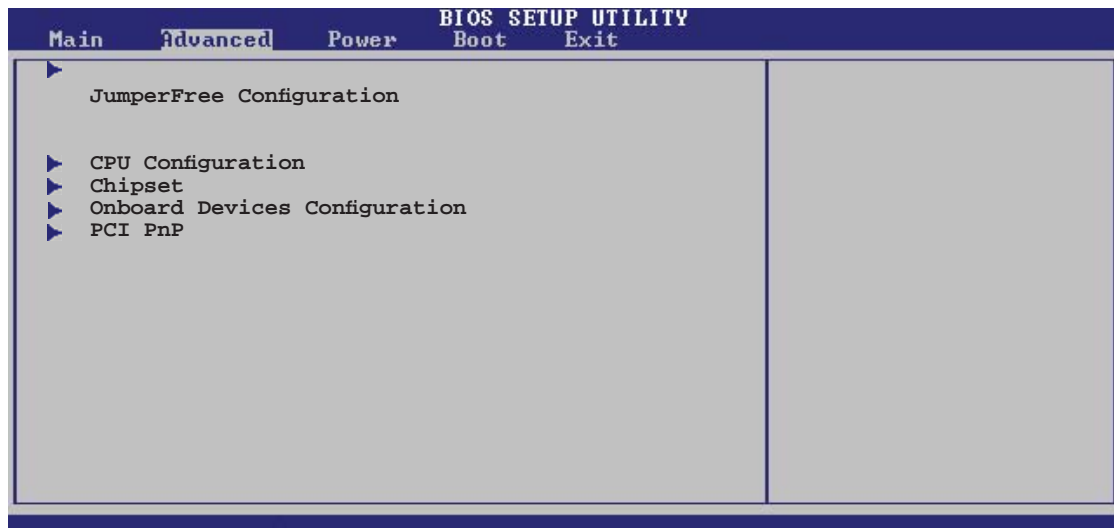 BIOS SETUP UTILITY
Main Advanced Power Boot Exit
JumperFree Configuration
CPU Configuration
Chipset
Onboard Devices Configuration
PCI PnP